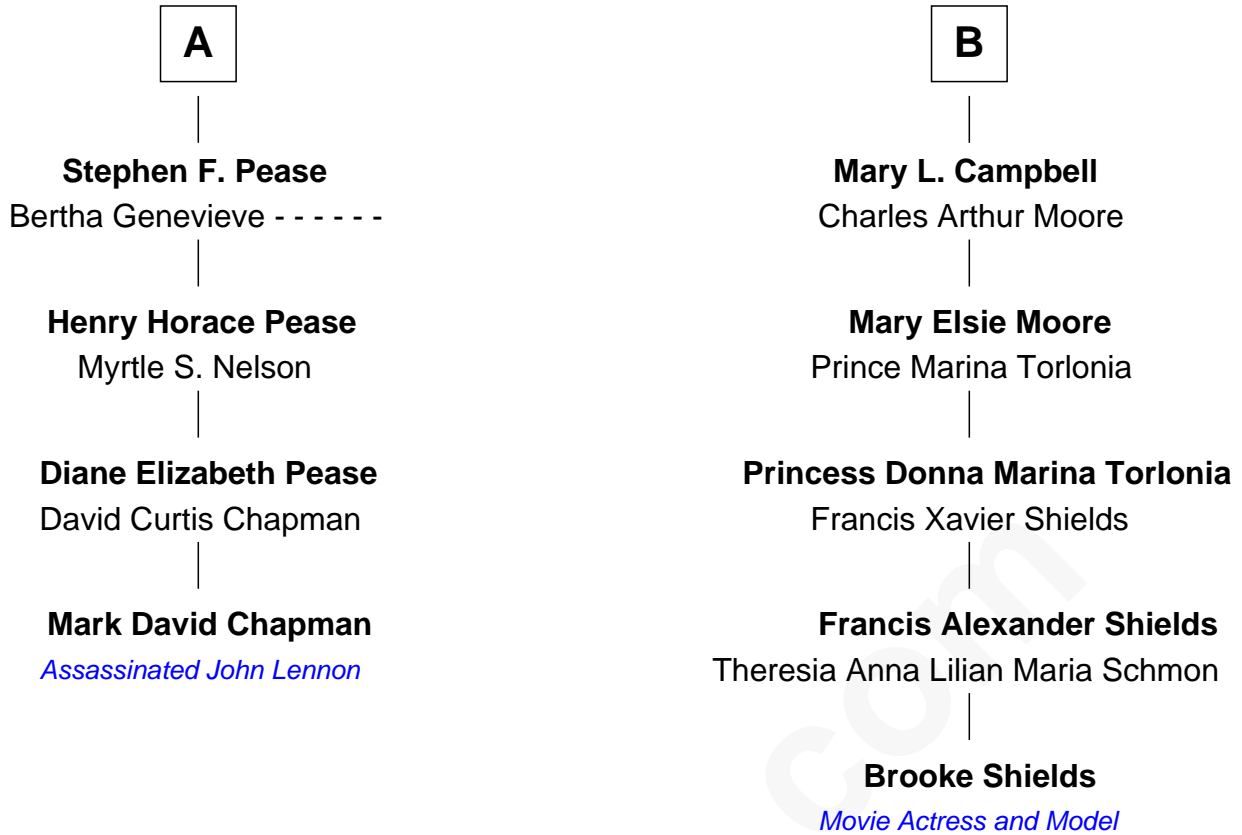 A
Stephen F. Pease
Bertha Genevieve - - - - - -
Henry Horace Pease
Myrtle S. Nelson
Diane Elizabeth Pease
David Curtis Chapman
Mark David Chapman
Assassinated John Lennon
B
Mary L. Campbell
Charles Arthur Moore
Mary Elsie Moore
Prince Marina Torlonia
Princess Donna Marina Torlonia
Francis Xavier Shields
Francis Alexander Shields
Theresia Anna Lilian Maria Schmon
Brooke Shields
Movie Actress and Model
com